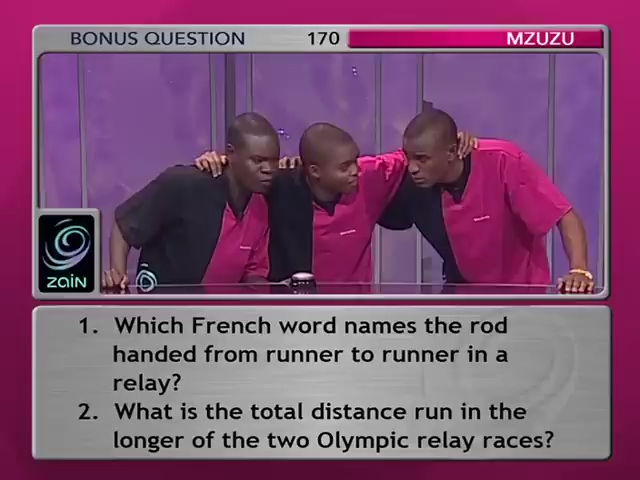 BONUS QUESTION 170 MZUZU
zain
1. Which French word names the rod
handed from runner to runner in a
relay?
2. What is the total distance run in the
longer of the two Olympic relay races?